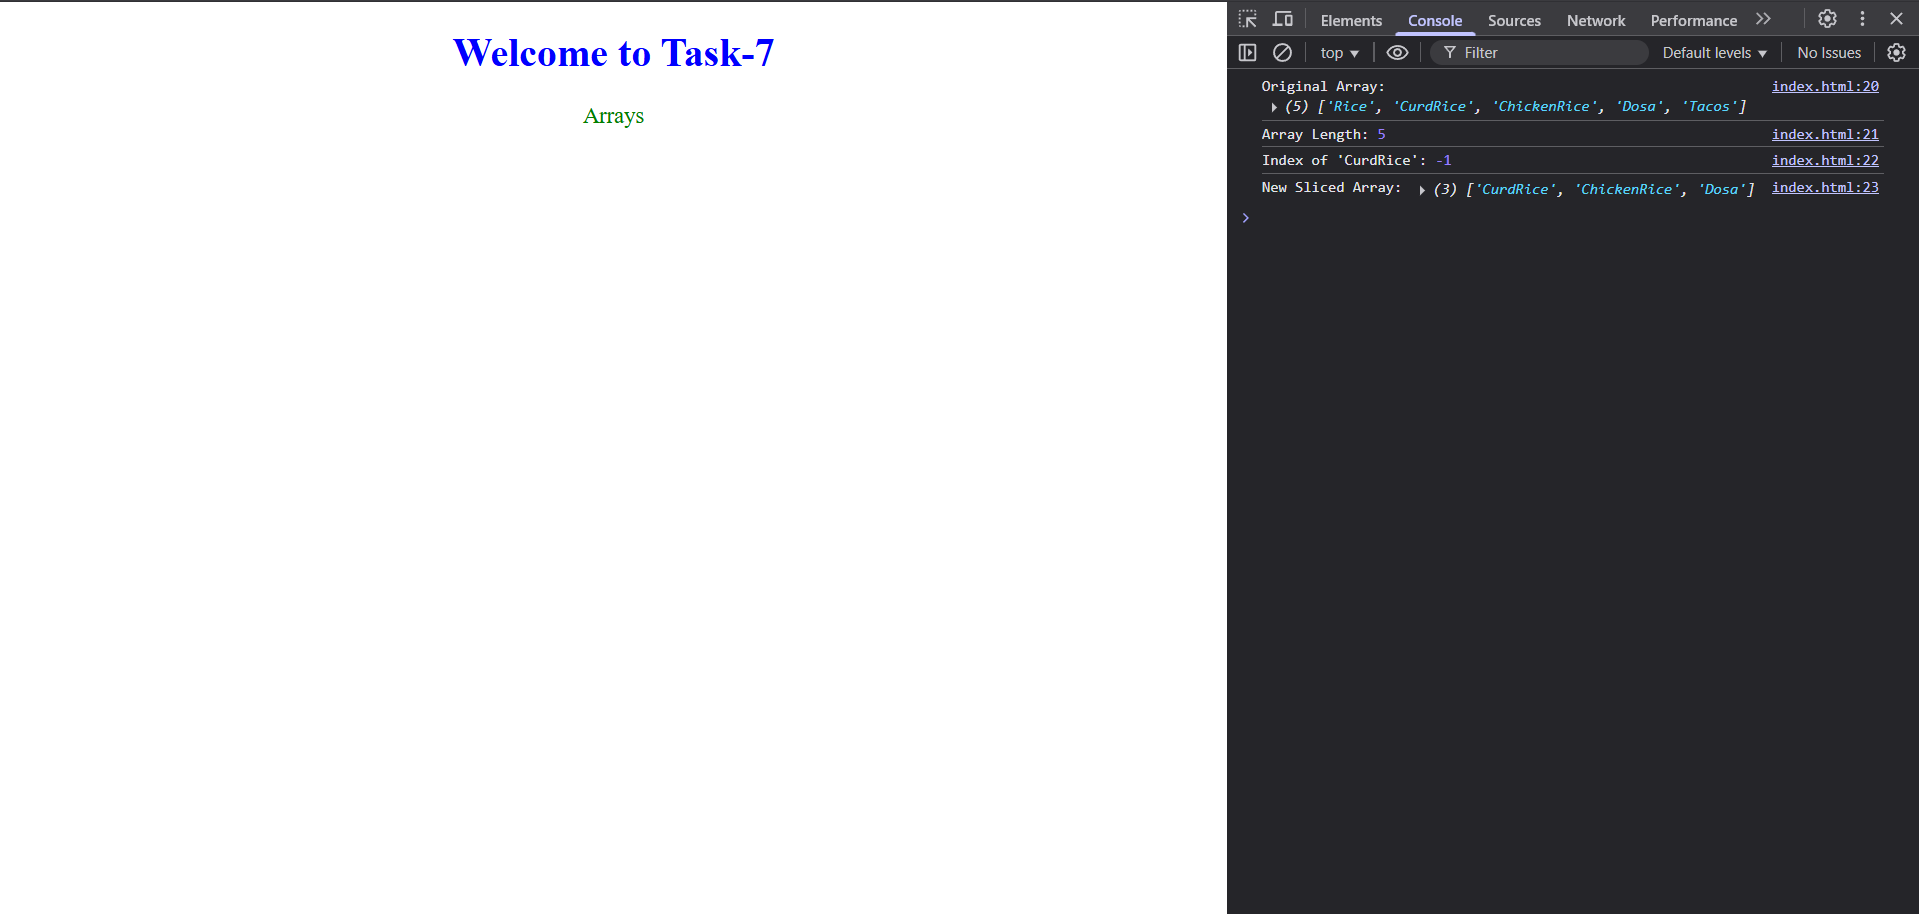 Welcome to Task-7
Arrays
Elements Console Sources Network Performance
top Filter Default levels No Issues
Original Array: index.html:20
(5) ['Rice', 'CurdRice', 'ChickenRice', 'Dosa', 'Tacos']
Array Length: 5 index.html:21
Index of 'CurdRice': -1 index.html:22
New Sliced Array: (3) ['CurdRice', 'ChickenRice', 'Dosa'] index.html:23